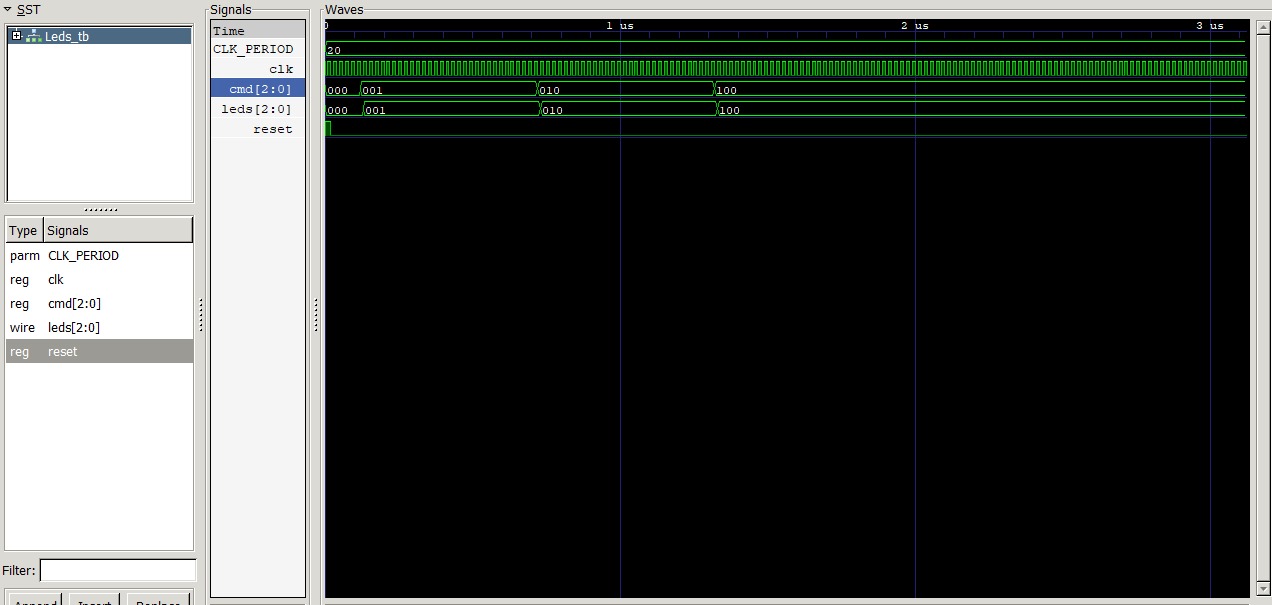 SST
Leds_tb
Type Signals
parm CLK_PERIOD
reg clk
reg cmd[2:0]
wire leds[2:0]
reg reset
Filter:
Append Insert Replace
Signals
Time
CLK_PERIOD
clk
cmd[2:0]
leds[2:0]
reset
Waves
0 1 us 2 us 3 us
20
000 001 010 100
000 001 010 100